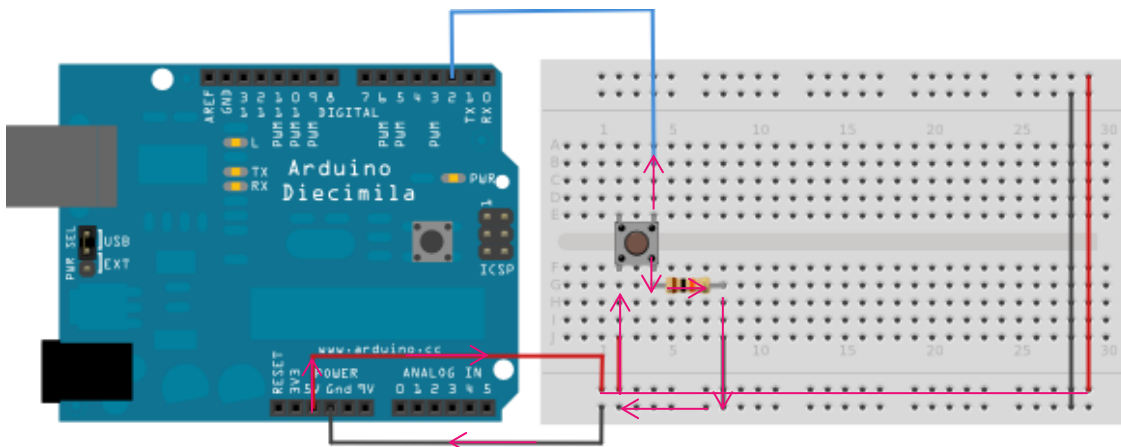 AREF
GND
13
12
11
10
9
8
7
6
5
4
3
2
TX 1
RX 0
PWM
PWM
PWM
PWM
PWM
PWM
DIGITAL
L
TX
RX
Arduino
Diecimila
PWR
1
ICSP
PWR SEL
USB
EXT
www.arduino.cc
POWER
ANALOG IN
RESET
3V3
5V Gnd 9V
0 1 2 3 4 5
1 5 10 15 20 25 30
A
B
C
D
E
F
G
H
I
J
1 5 10 15 20 25 30